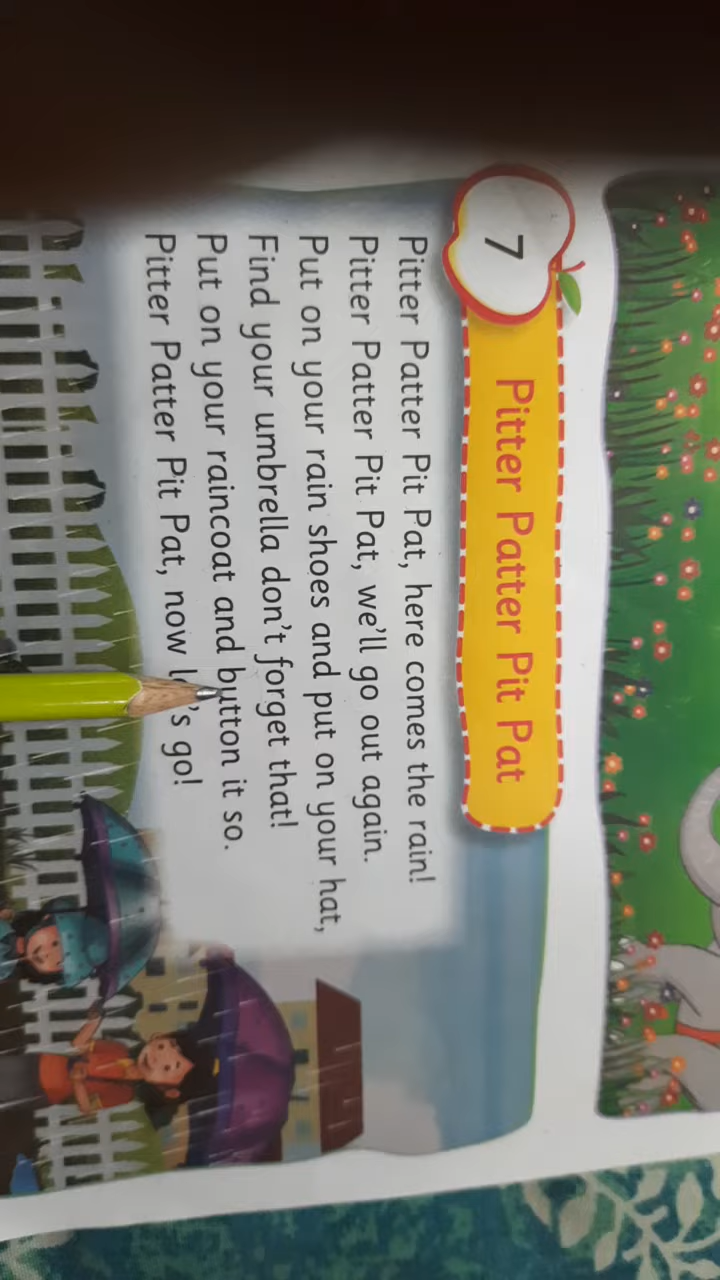 7
Pitter Patter Pit Pat
Pitter Patter Pit Pat, here comes the rain!
Pitter Patter Pit Pat, we'll go out again.
Put on your rain shoes and put on your hat,
Find your umbrella don't forget that!
Put on your raincoat and button it so.
Pitter Patter Pit Pat, now go!